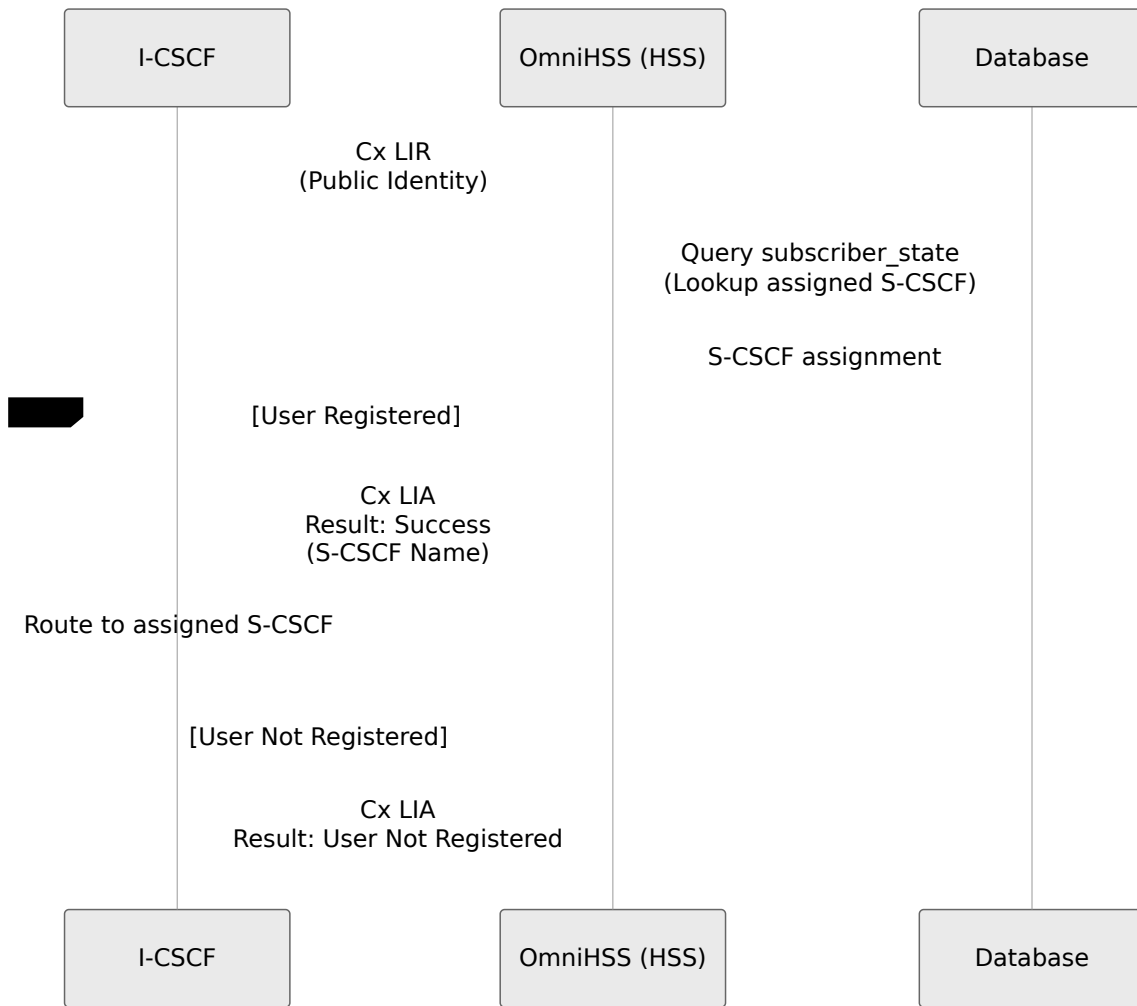 I-CSCF
OmniHSS (HSS)
Database
Cx LIR
(Public Identity)
Query subscriber_state
(Lookup assigned S-CSCF)
S-CSCF assignment
[User Registered]
Cx LIA
Result: Success
(S-CSCF Name)
Route to assigned S-CSCF
[User Not Registered]
Cx LIA
Result: User Not Registered
I-CSCF
OmniHSS (HSS)
Database